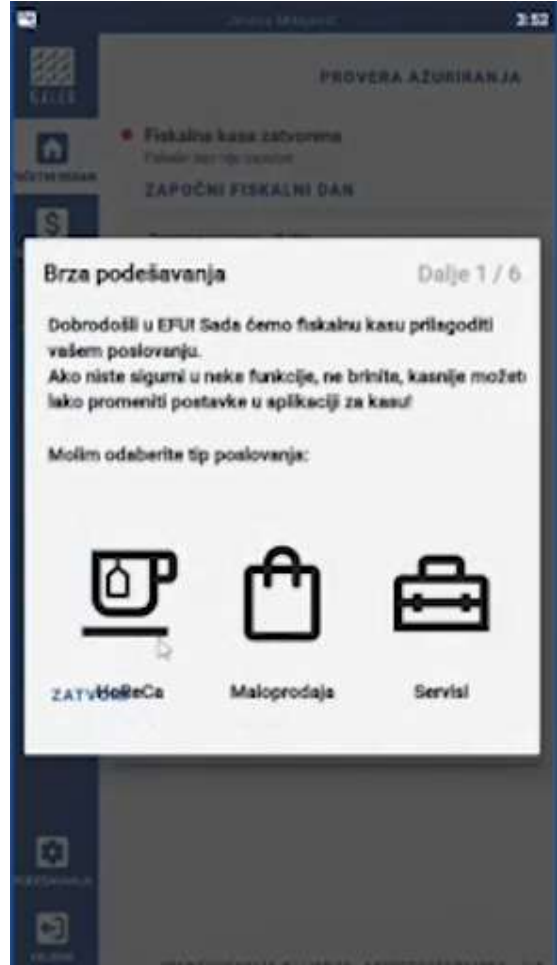 3:52
PROVERA AŽURIRANJA
Fiskalna kasa zatvorena
ZAPOČNI FISKALNI DAN
Brza podešavanja
Dalje 1 / 6
Dobrodošli u EFU! Sada ćemo fiskalnu kasu prilagoditi
vašem poslovanju.
Ako niste sigurni u neke funkcije, ne brinite, kasnije možete
lako promeniti postavke u aplikaciji za kasu!
Molim odaberite tip poslovanja:
ZATVORI
HoReCa
Maloprodaja
Servisi